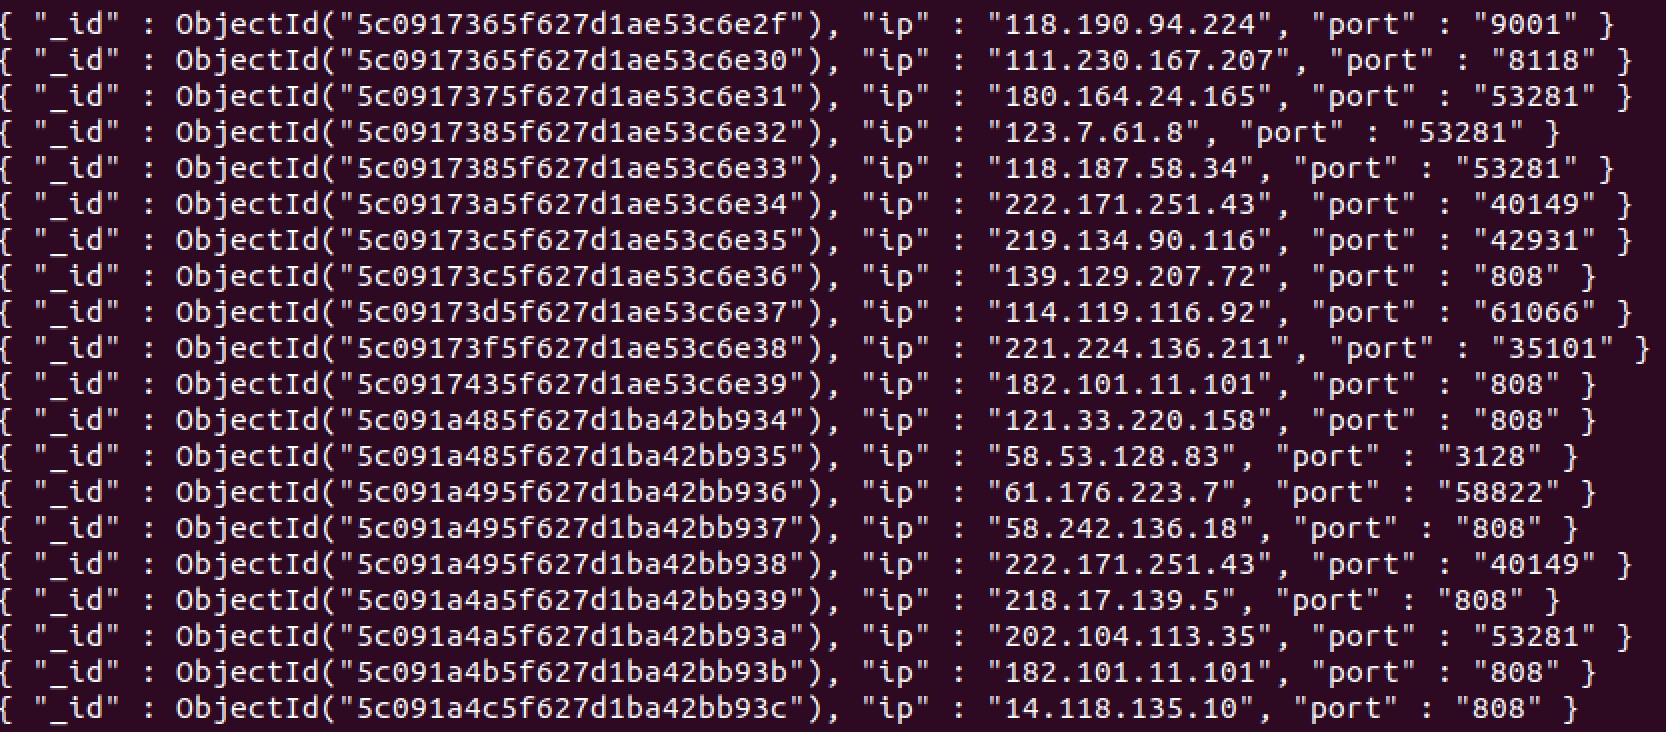 { "_id" : ObjectId("5c0917365f627d1ae53c6e2f"), "ip" : "118.190.94.224", "port" : "9001" }
{ "_id" : ObjectId("5c0917365f627d1ae53c6e30"), "ip" : "111.230.167.207", "port" : "8118" }
{ "_id" : ObjectId("5c0917375f627d1ae53c6e31"), "ip" : "180.164.24.165", "port" : "53281" }
{ "_id" : ObjectId("5c0917385f627d1ae53c6e32"), "ip" : "123.7.61.8", "port" : "53281" }
{ "_id" : ObjectId("5c0917385f627d1ae53c6e33"), "ip" : "118.187.58.34", "port" : "53281" }
{ "_id" : ObjectId("5c09173a5f627d1ae53c6e34"), "ip" : "222.171.251.43", "port" : "40149" }
{ "_id" : ObjectId("5c09173c5f627d1ae53c6e35"), "ip" : "219.134.90.116", "port" : "42931" }
{ "_id" : ObjectId("5c09173c5f627d1ae53c6e36"), "ip" : "139.129.207.72", "port" : "808" }
{ "_id" : ObjectId("5c09173d5f627d1ae53c6e37"), "ip" : "114.119.116.92", "port" : "61066" }
{ "_id" : ObjectId("5c09173f5f627d1ae53c6e38"), "ip" : "221.224.136.211", "port" : "35101" }
{ "_id" : ObjectId("5c0917435f627d1ae53c6e39"), "ip" : "182.101.11.101", "port" : "808" }
{ "_id" : ObjectId("5c091a485f627d1ba42bb934"), "ip" : "121.33.220.158", "port" : "808" }
{ "_id" : ObjectId("5c091a485f627d1ba42bb935"), "ip" : "58.53.128.83", "port" : "3128" }
{ "_id" : ObjectId("5c091a495f627d1ba42bb936"), "ip" : "61.176.223.7", "port" : "58822" }
{ "_id" : ObjectId("5c091a495f627d1ba42bb937"), "ip" : "58.242.136.18", "port" : "808" }
{ "_id" : ObjectId("5c091a495f627d1ba42bb938"), "ip" : "222.171.251.43", "port" : "40149" }
{ "_id" : ObjectId("5c091a4a5f627d1ba42bb939"), "ip" : "218.17.139.5", "port" : "808" }
{ "_id" : ObjectId("5c091a4a5f627d1ba42bb93a"), "ip" : "202.104.113.35", "port" : "53281" }
{ "_id" : ObjectId("5c091a4b5f627d1ba42bb93b"), "ip" : "182.101.11.101", "port" : "808" }
{ "_id" : ObjectId("5c091a4c5f627d1ba42bb93c"), "ip" : "14.118.135.10", "port" : "808" }